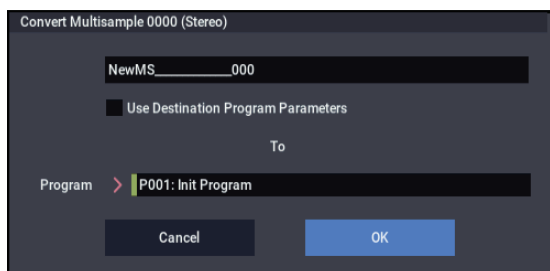 Convert Multisample 0000 (Stereo)
NewMS___________000
Use Destination Program Parameters
To
Program > P001: Init Program
Cancel OK